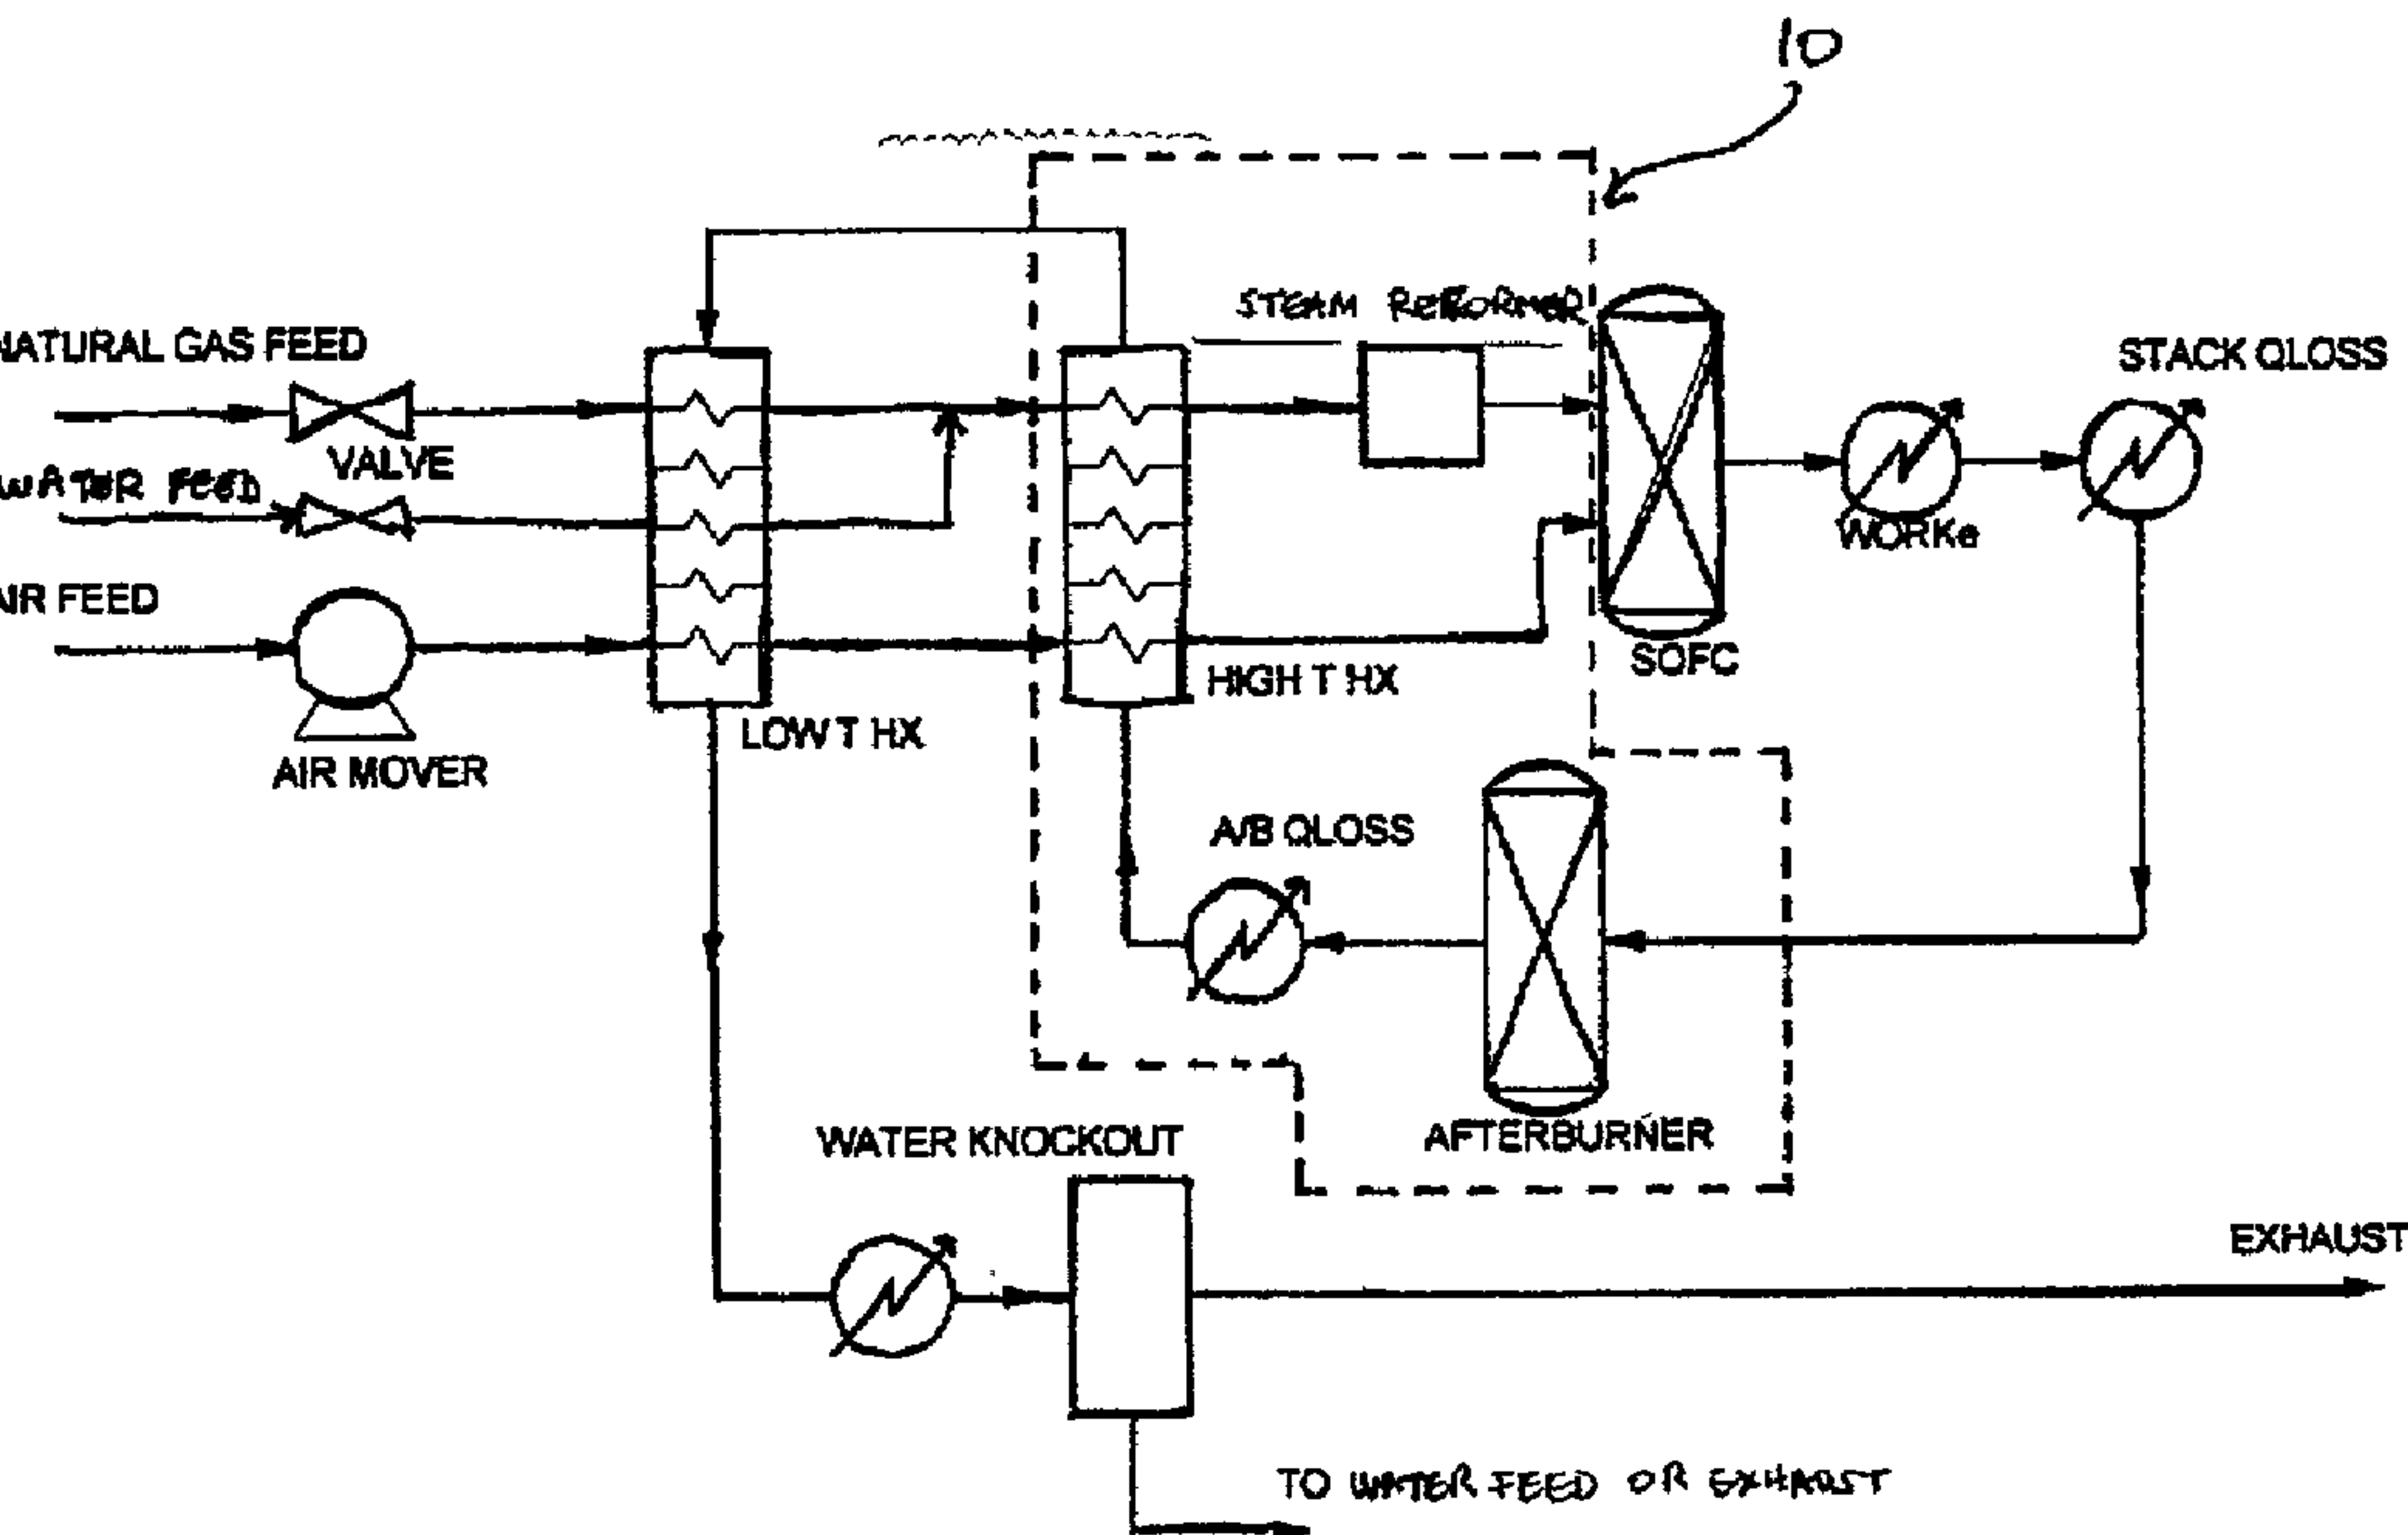 10
STEAM REFORMER
NATURAL GAS FEED
STACK QLOSS
VALVE
WATER FEED
WORKe
AIR FEED
SOFC
HIGH T HX
LOW T HX
AIR MOVER
A/B QLOSS
AFTERBURNER
WATER KNOCKOUT
EXHAUST
TO WATER FEED OR EXHAUST